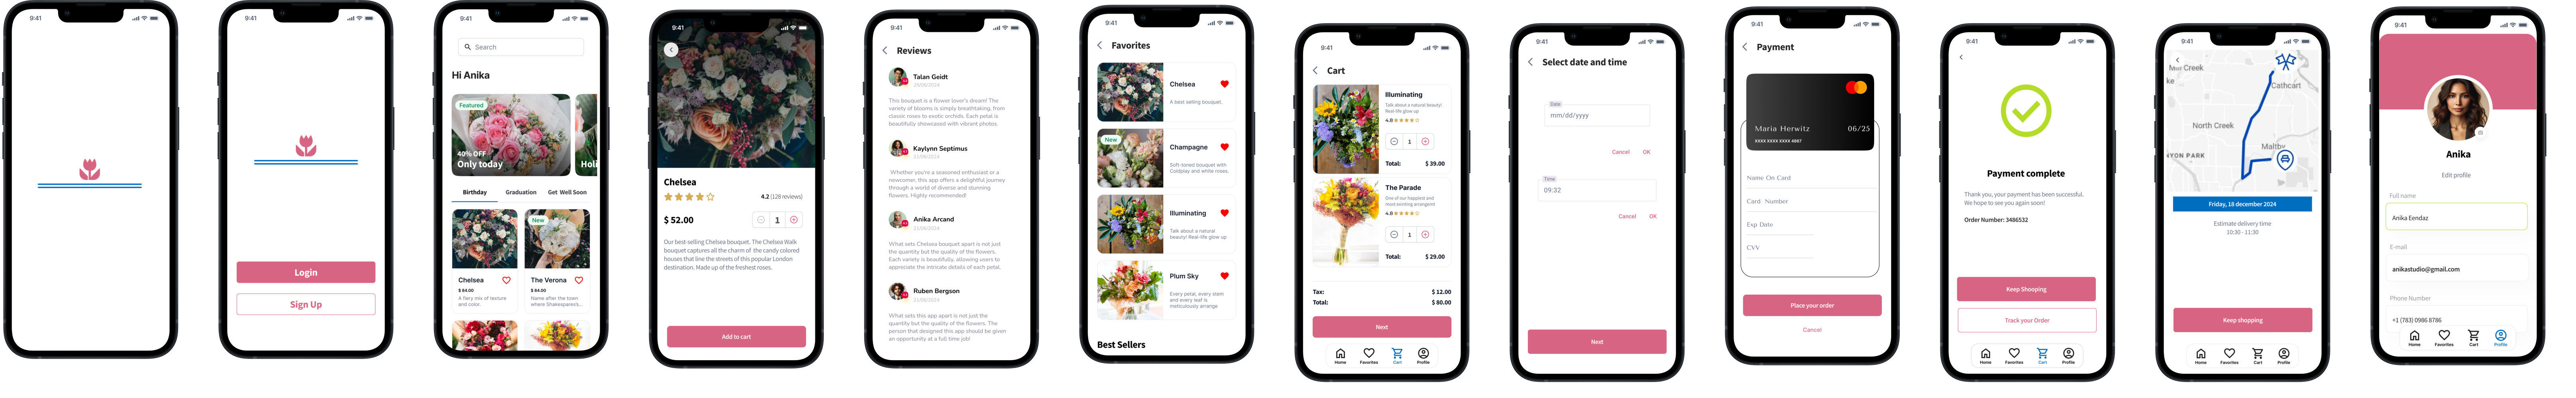 9:41
9:41
Login
Sign Up
9:41
Search
Hi Anika
Featured
40% OFF
Only today
Holi
Birthday
Graduation
Get Well Soon
New
Chelsea
$ 64.00
A fiery mix of texture
and color.
The Verona
$ 64.00
Name after the town
where Shakespeares's...
9:41
Chelsea
4.2 (128 reviews)
$ 52.00
1
Our best-selling Chelsea bouquet. The Chelsea Walk
bouquet captures all the charm of the candy colored
houses that line the streets of this popular London
destination. Made up of the freshest roses.
Add to cart
9:41
Reviews
Talan Geidt
25/06/2024
This bouquet is a flower lover's dream! The
variety of blooms is simply breathtaking, from
classic roses to exotic orchids. Each petal is
beautifully showcased with vibrant photos.
Kaylynn Septimus
21/06/2024
Whether you're a seasoned enthusiast or a
newcomer, this app offers a delightful journey
through a world of diverse and stunning
flowers. Highly recommended!
Anika Arcand
21/06/2024
What sets Chelsea bouquet apart is not just
the quantity but the quality of the flowers.
Each variety is beautifully, allowing users to
appreciate the intricate details of each petal.
Ruben Bergson
21/06/2024
What sets this app apart is not just the
quantity but the quality of the flowers. The
person that designed this app should be given
an opportunity at a full time job!
9:41
Favorites
Chelsea
A best selling bouquet.
New
Champagne
Soft-toned bouquet with
Coldplay and white roses.
Illuminating
Talk about a natural
beauty! Real-life glow up
Plum Sky
Every petal, every stem
and every leaf is
meticulously arrange
Best Sellers
9:41
Cart
Illuminating
Talk about a natural beauty!
Real-life glow up
4.8
1
Total: $ 39.00
The Parade
One of our happiest and
most stunning arrangement
4.8
1
Total: $ 29.00
Tax: $ 12.00
Total: $ 80.00
Next
Home
Favorites
Cart
Profile
9:41
Select date and time
Date
mm/dd/yyyy
Cancel
OK
Time
09:32
Cancel
OK
Next
9:41
Payment
Maria Herwitz
06/25
XXXX XXXX XXXX 4887
Name On Card
Card Number
Exp Date
CVV
Place your order
Cancel
9:41
Payment complete
Thank you, your payment has been successful.
We hope to see you again soon!
Order Number: 3486532
Keep Shooping
Track your Order
Home
Favorites
Cart
Profile
9:41
Mill Creek
ke
Cathcart
North Creek
Maltby
NYON PARK
Friday, 18 december 2024
Estimate delivery time
10:30 - 11:30
Keep shopping
Home
Favorites
Cart
Profile
9:41
Anika
Edit profile
Full name
Anika Eendaz
E-mail
anikastudio@gmail.com
Phone Number
+1 (783) 0986 8786
Home
Favorites
Cart
Profile